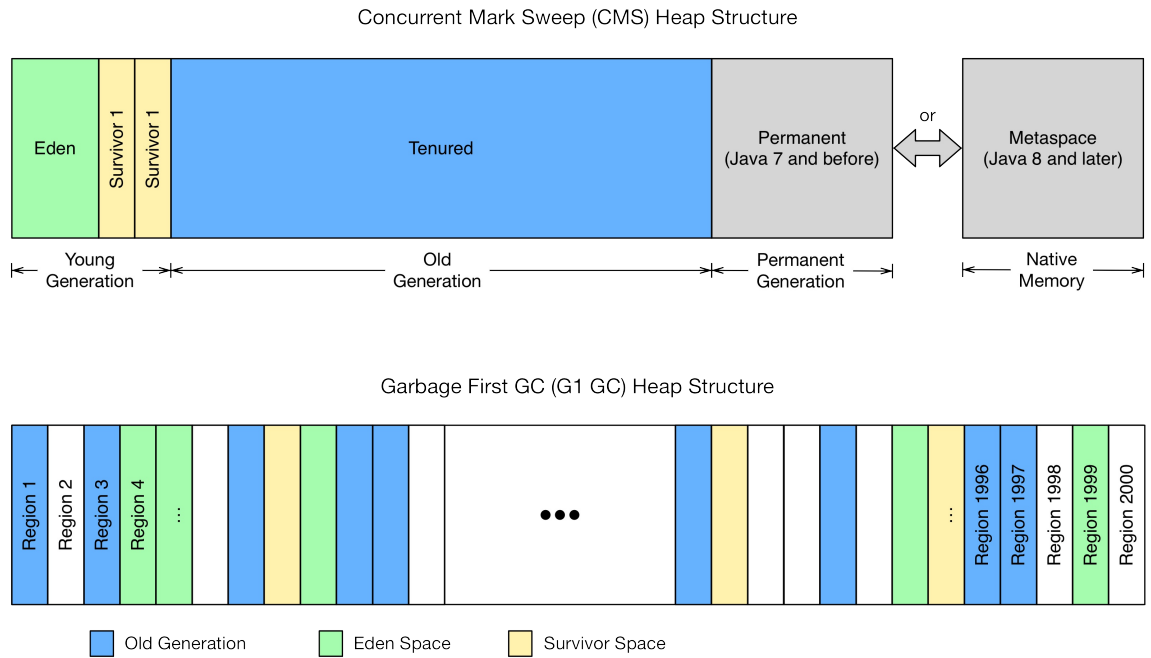 Concurrent Mark Sweep (CMS) Heap Structure
Eden
Survivor 1
Survivor 1
Tenured
Permanent
(Java 7 and before)
or
Metaspace
(Java 8 and later)
Young
Generation
Old
Generation
Permanent
Generation
Native
Memory
Garbage First GC (G1 GC) Heap Structure
Region 1
Region 2
Region 3
Region 4
...
...
...
Region 1996
Region 1997
Region 1998
Region 1999
Region 2000
Old Generation
Eden Space
Survivor Space